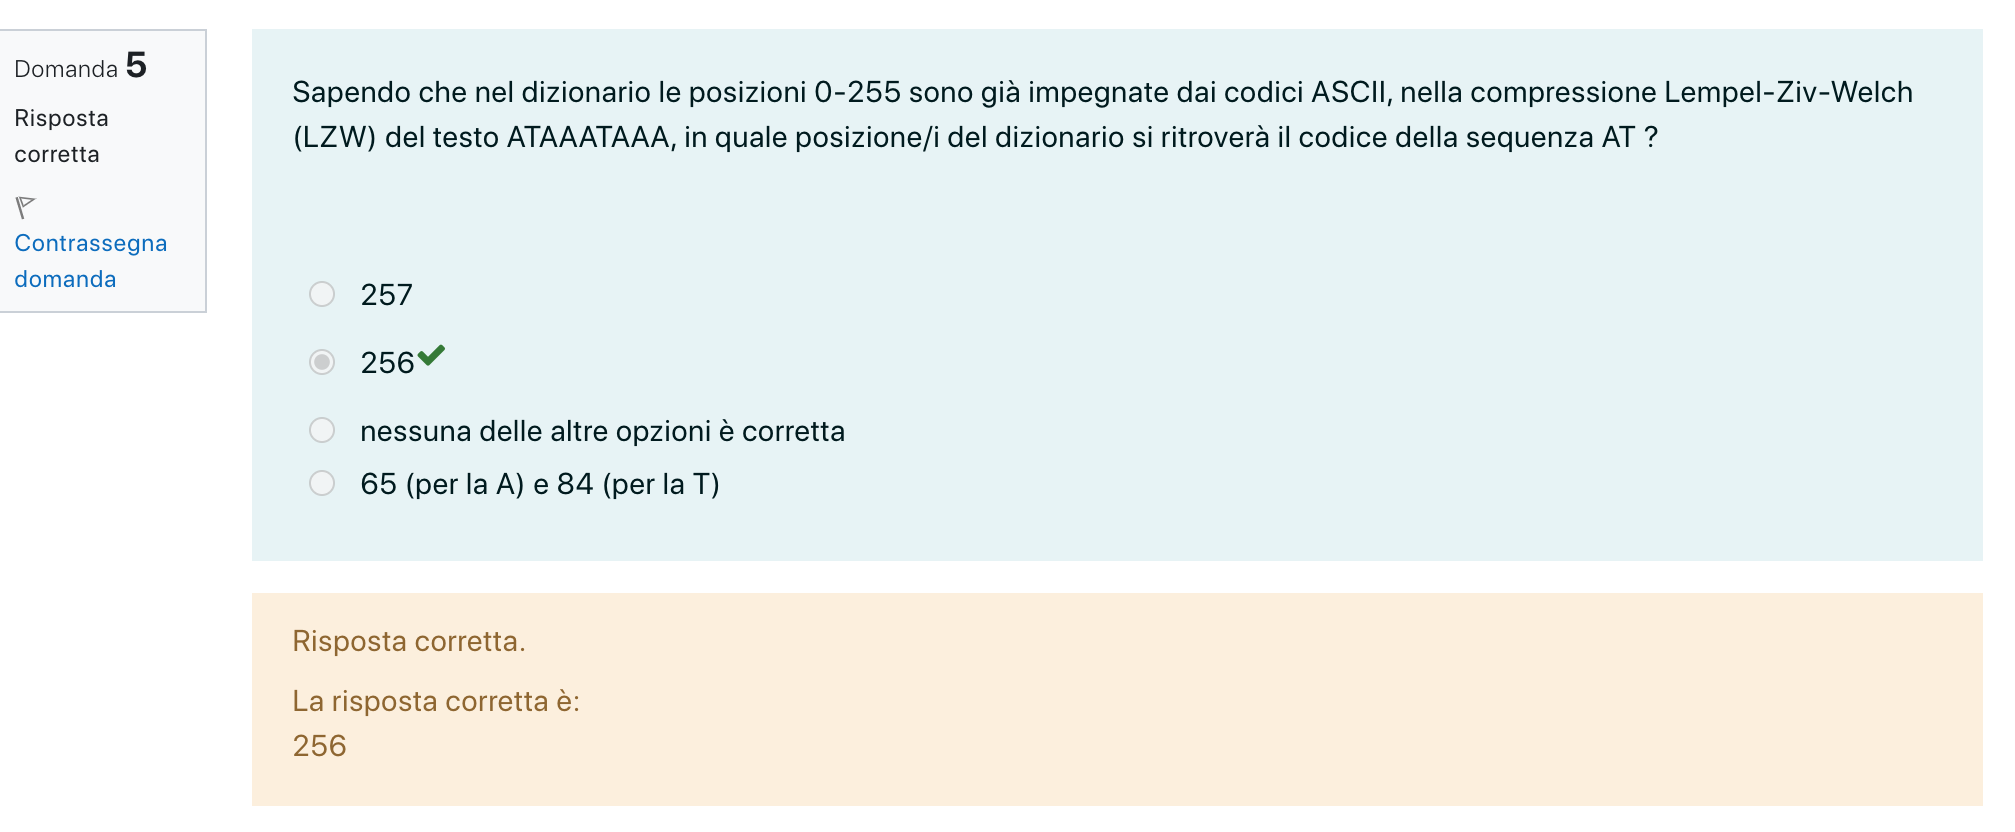 Domanda 5
Risposta
corretta
Contrassegna
domanda
Sapendo che nel dizionario le posizioni 0-255 sono già impegnate dai codici ASCII, nella compressione Lempel-Ziv-Welch
(LZW) del testo ATAAATAAA, in quale posizione/i del dizionario si ritroverà il codice della sequenza AT ?
257
256
nessuna delle altre opzioni è corretta
65 (per la A) e 84 (per la T)
Risposta corretta.
La risposta corretta è:
256